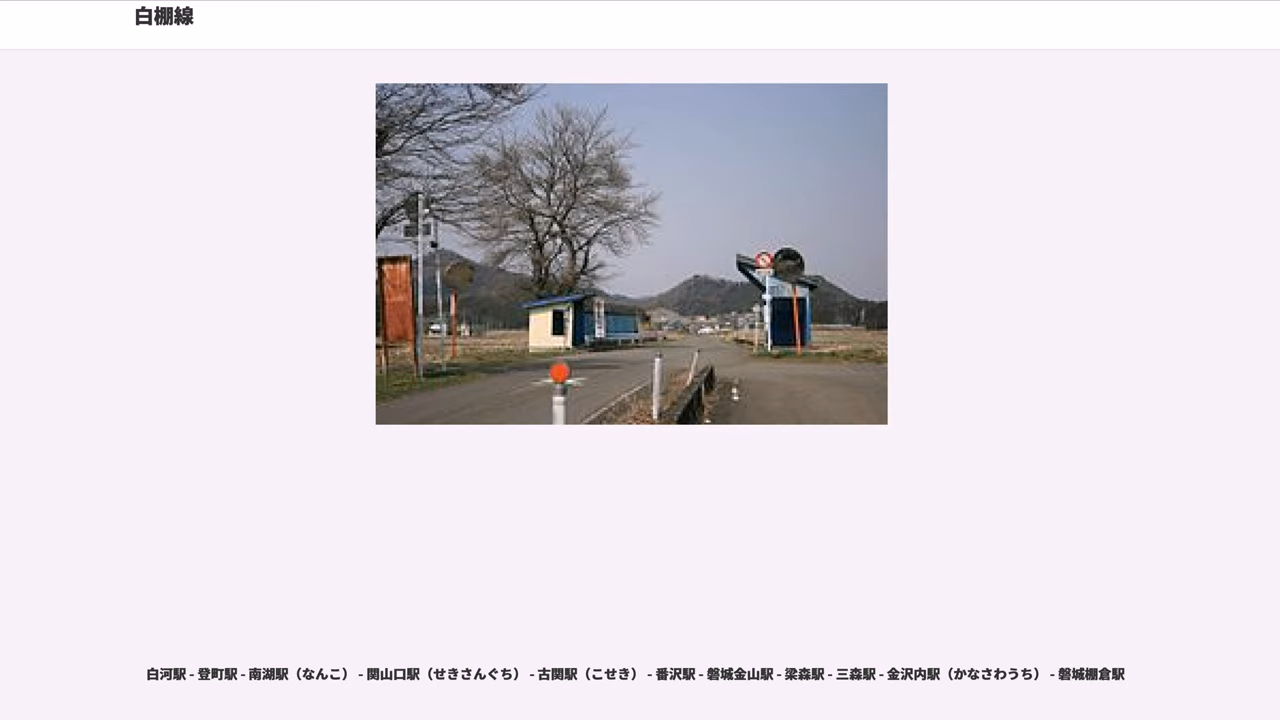 白棚線
白河駅 - 登町駅 - 南湖駅（なんこ） - 関山口駅（せきさんぐち） - 古関駅（こせき） - 番沢駅 - 磐城金山駅 - 梁森駅 - 三森駅 - 金沢内駅（かなさわうち） - 磐城棚倉駅